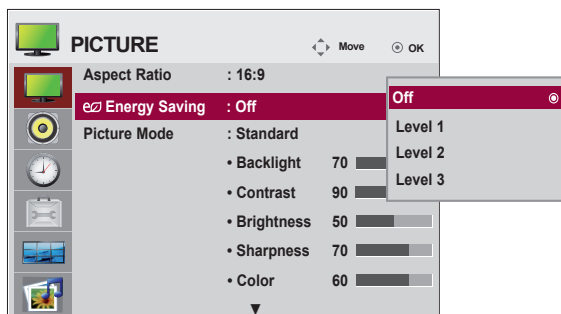 PICTURE
Move
OK
Aspect Ratio : 16:9
Energy Saving : Off
Picture Mode : Standard
• Backlight 70
• Contrast 90
• Brightness 50
• Sharpness 70
• Color 60
▼
Off
Level 1
Level 2
Level 3